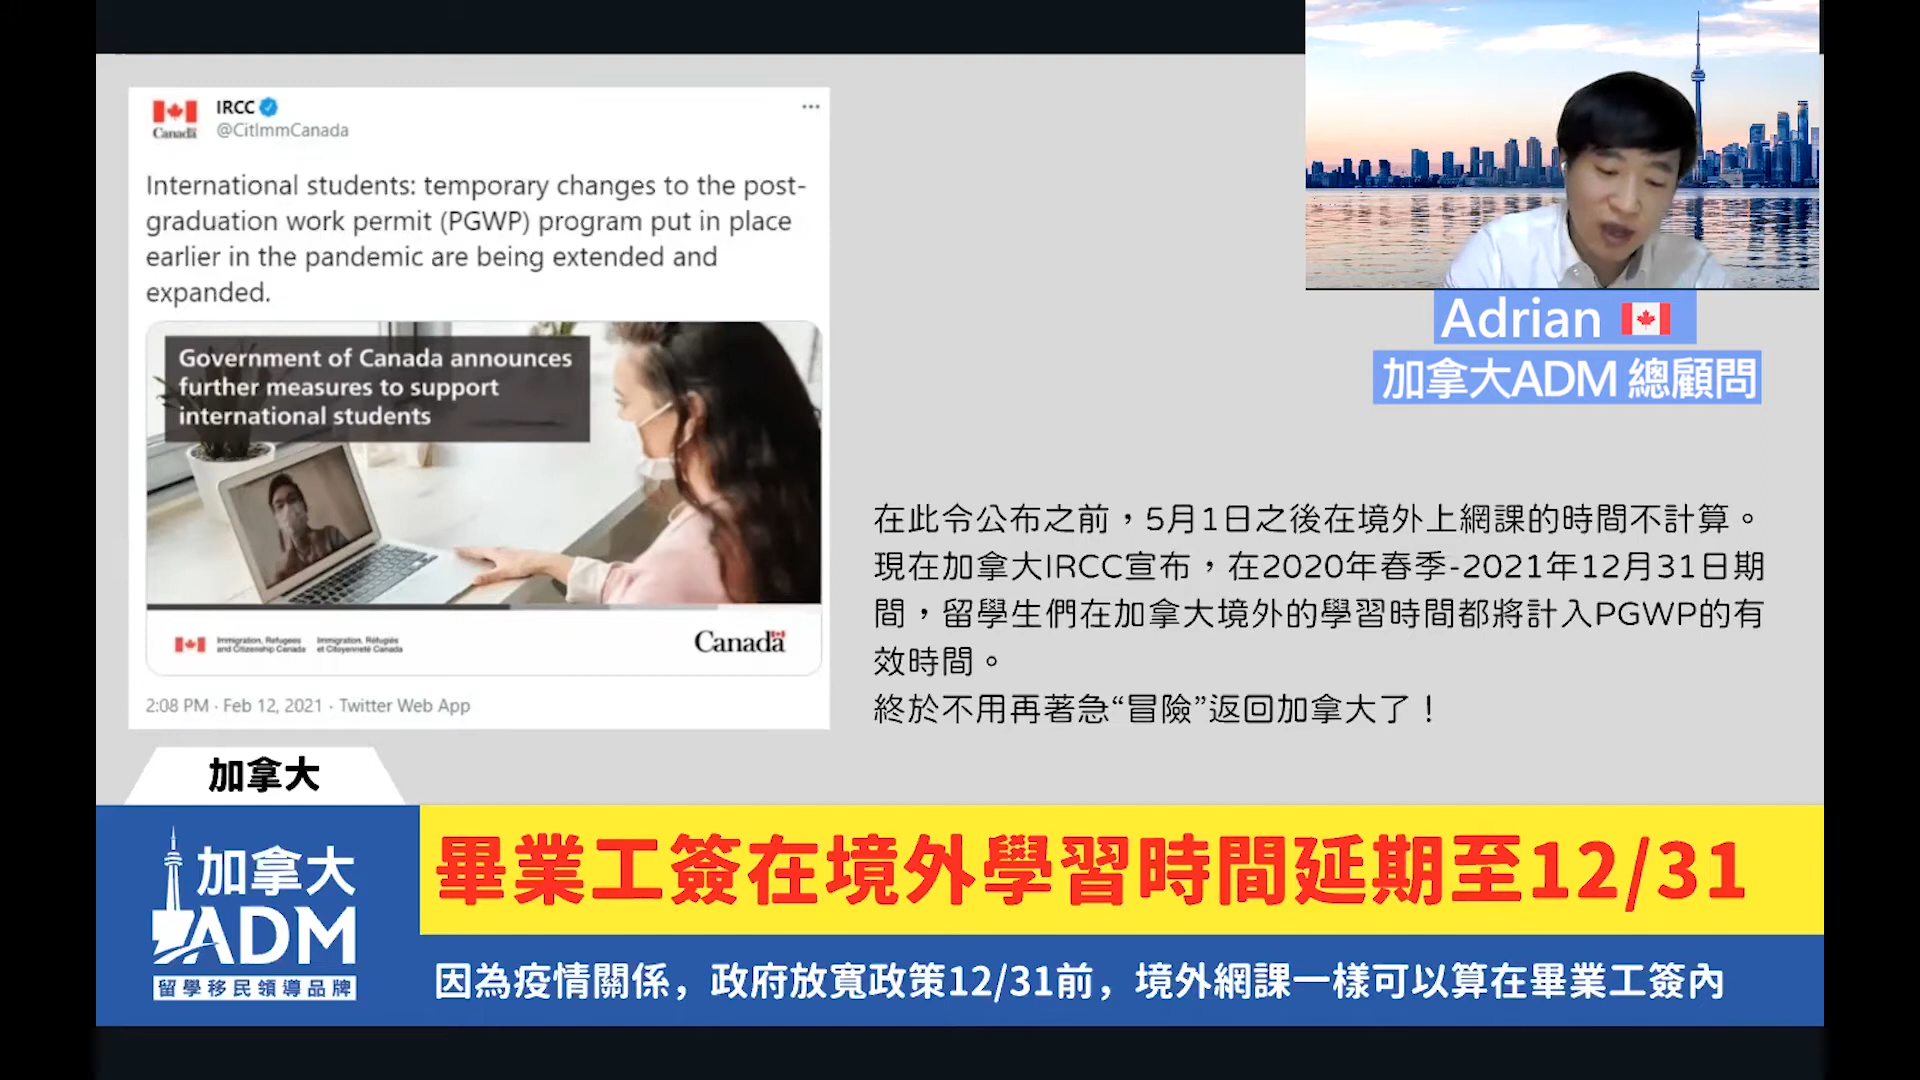 IRCC
@CitImmCanada
Canada
International students: temporary changes to the post-
graduation work permit (PGWP) program put in place
earlier in the pandemic are being extended and
expanded.
Government of Canada announces
further measures to support
international students
Immigration, Refugees
and Citizenship Canada
Immigration, Réfugiés
et Citoyenneté Canada
Canada
2:08 PM · Feb 12, 2021 · Twitter Web App
Adrian
加拿大ADM 總顧問
在此令公布之前，5月1日之後在境外上網課的時間不計算。
現在加拿大IRCC宣布，在2020年春季-2021年12月31日期
間，留學生們在加拿大境外的學習時間都將計入PGWP的有
效時間。
終於不用再著急“冒險”返回加拿大了！
加拿大
加拿大
ADM
留學移民領導品牌
畢業工簽在境外學習時間延期至12/31
因為疫情關係，政府放寬政策12/31前，境外網課一樣可以算在畢業工簽內